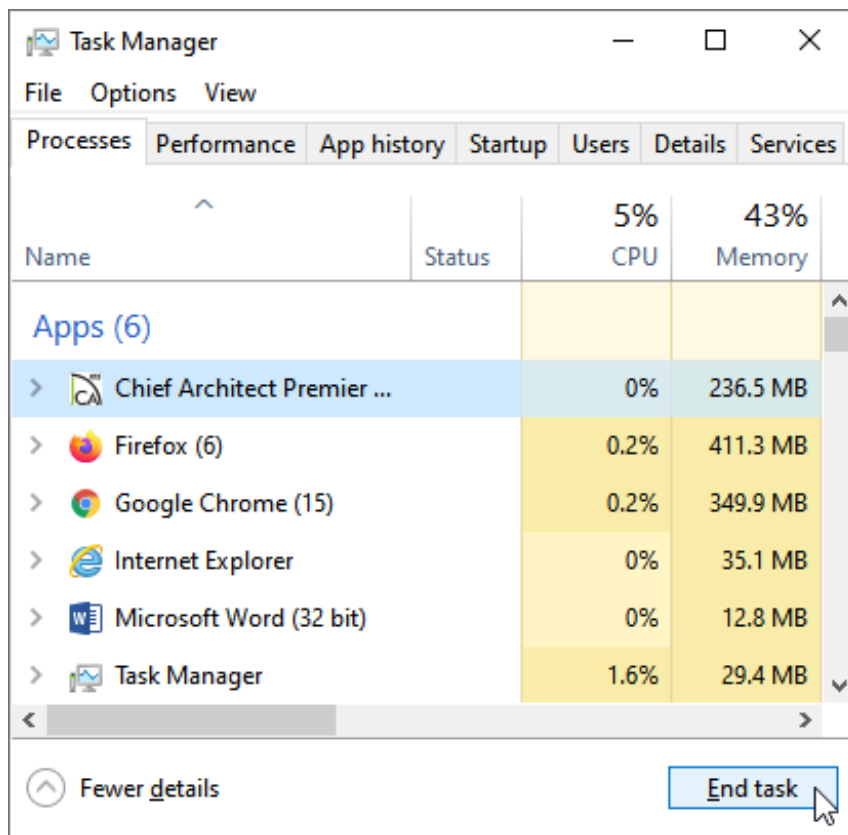 Task Manager
File Options View
Processes Performance App history Startup Users Details Services
5% 43%
Name Status CPU Memory
Apps (6)
Chief Architect Premier ... 0% 236.5 MB
Firefox (6) 0.2% 411.3 MB
Google Chrome (15) 0.2% 349.9 MB
Internet Explorer 0% 35.1 MB
Microsoft Word (32 bit) 0% 12.8 MB
Task Manager 1.6% 29.4 MB
Fewer details End task